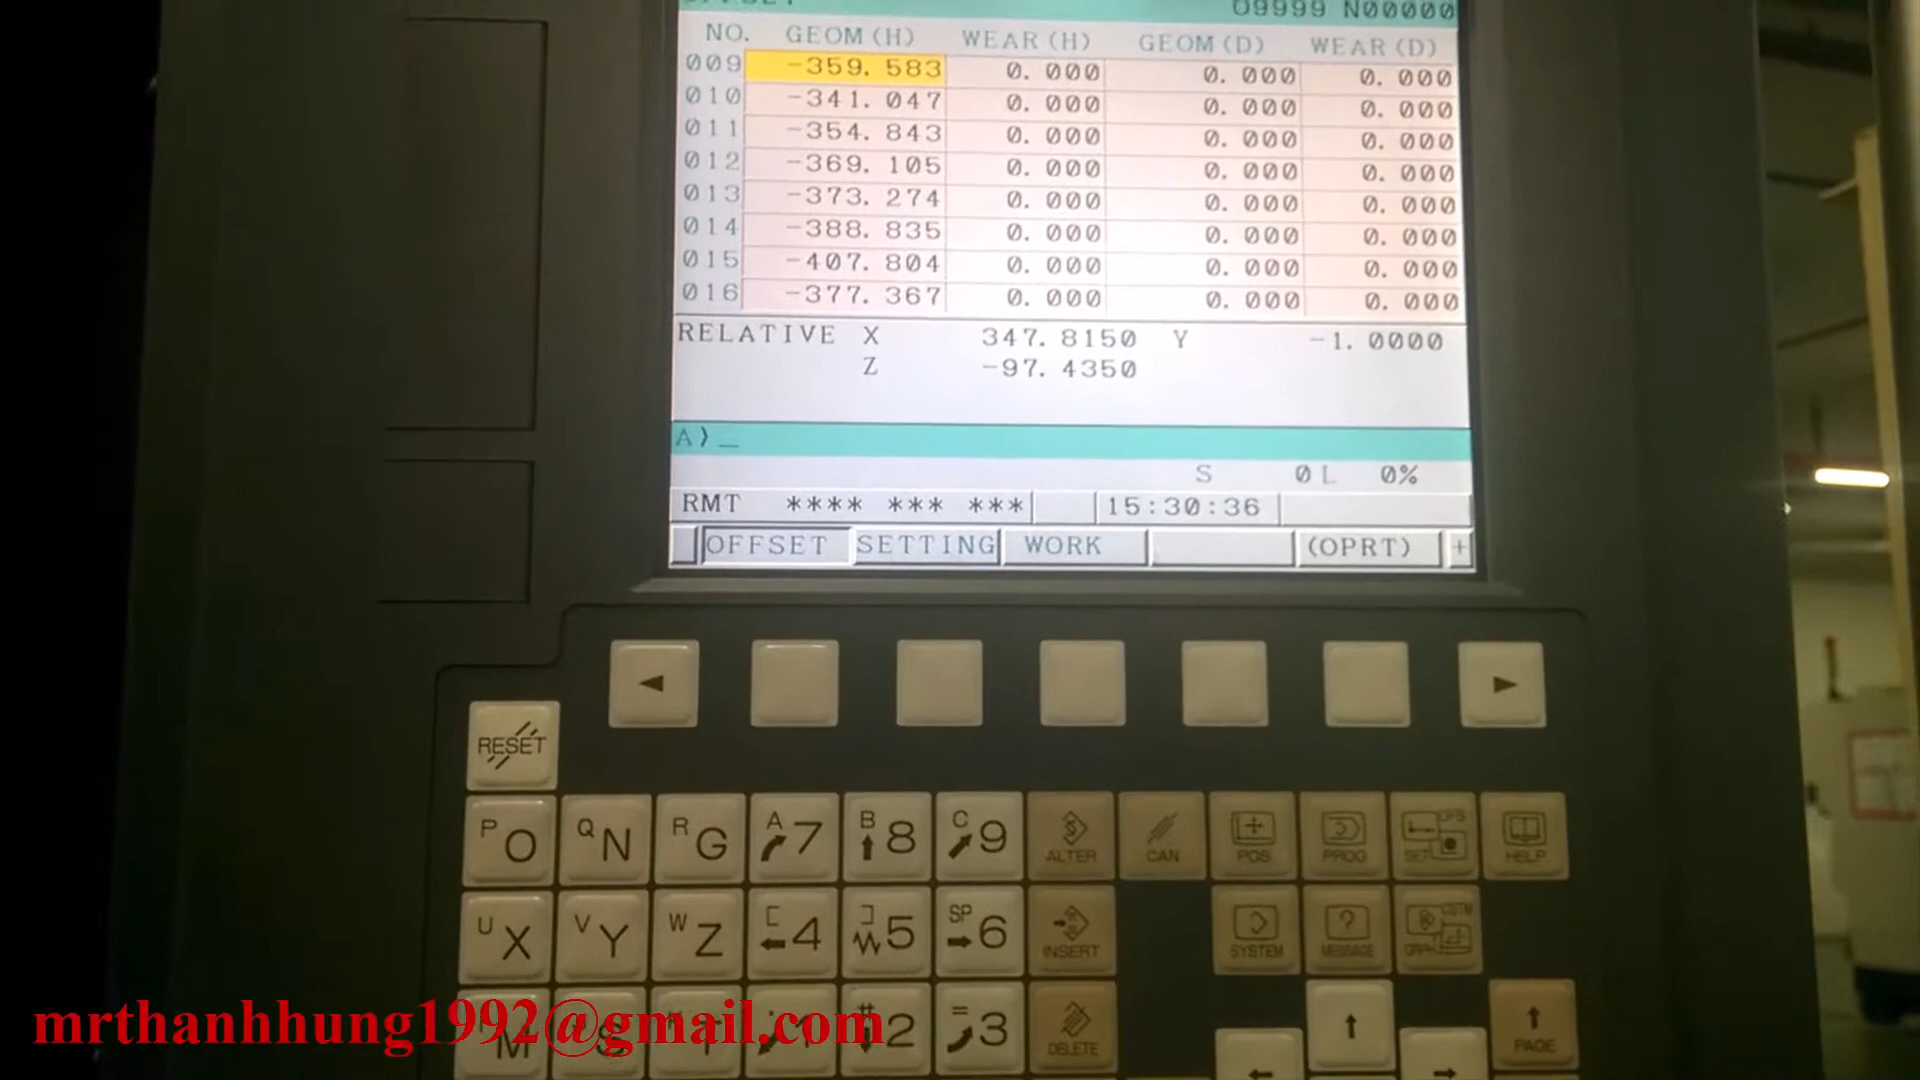 O9999 N00000
NO. GEOM(H) WEAR(H) GEOM(D) WEAR(D)
009 -359.583 0.000 0.000 0.000
010 -341.047 0.000 0.000 0.000
011 -354.843 0.000 0.000 0.000
012 -369.105 0.000 0.000 0.000
013 -373.274 0.000 0.000 0.000
014 -388.835 0.000 0.000 0.000
015 -407.804 0.000 0.000 0.000
016 -377.367 0.000 0.000 0.000
RELATIVE X 347.8150 Y -1.0000
Z -97.4350
A)_
S 0 L 0%
RMT **** *** *** 15:30:36
OFFSET SETTING WORK (OPRT) +
RESET
P O Q N R G A 7 B 8 C 9 ALTER CAN POS PROG OFS SET HELP
U X V Y W Z [ 4 ] 5 SP 6 INSERT SYSTEM MESSAGE CSTM GRPH
M 1 # 2 = 3 DELETE PAGE
mrthanhhung1992@gmail.com